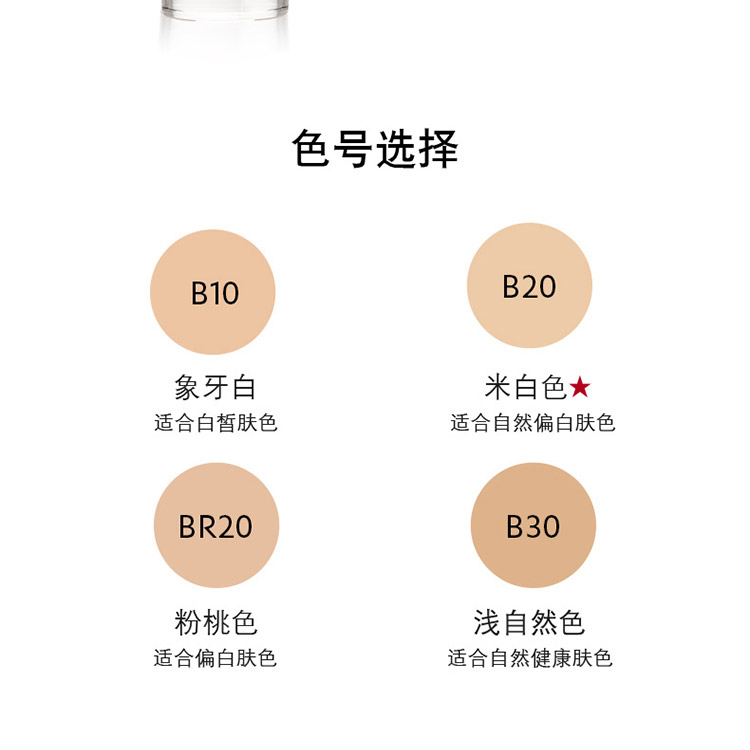 色号选择
B10
象牙白
适合白皙肤色
B20
米白色★
适合自然偏白肤色
BR20
粉桃色
适合偏白肤色
B30
浅自然色
适合自然健康肤色